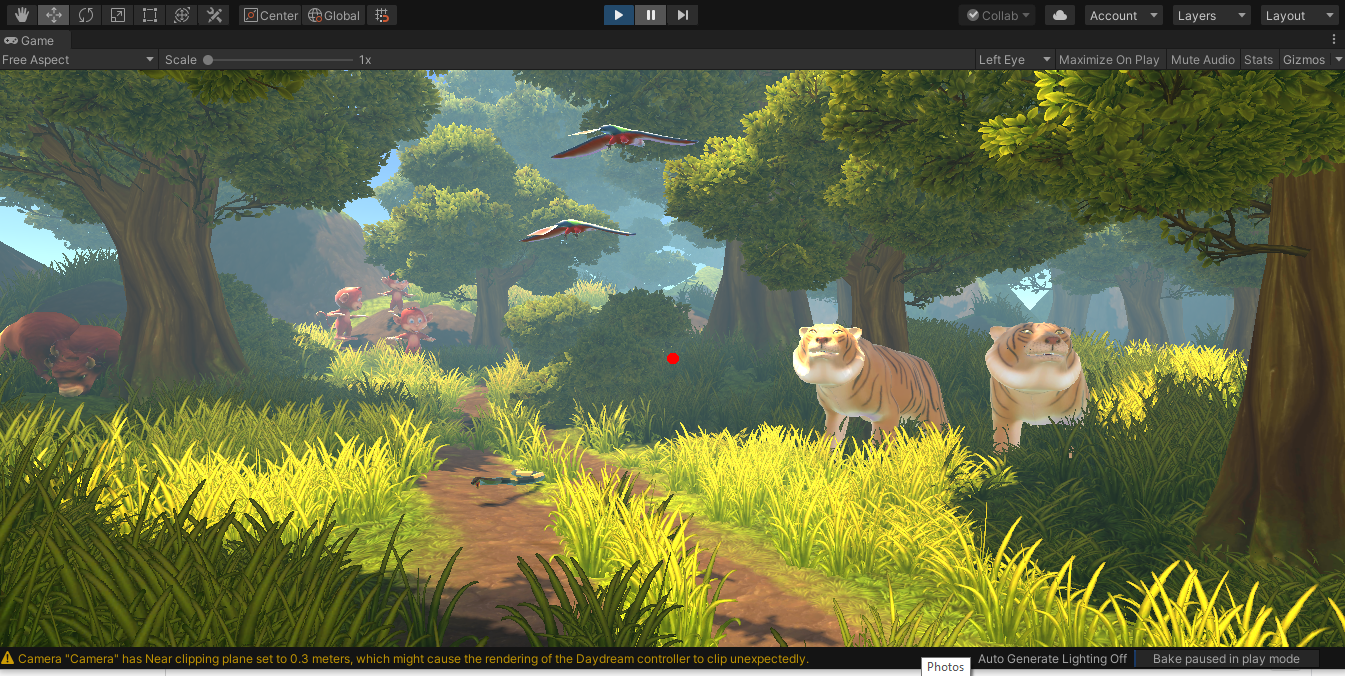 Center Global Collab Account Layers Layout
Game
Free Aspect Scale 1x Left Eye Maximize On Play Mute Audio Stats Gizmos
Camera "Camera" has Near clipping plane set to 0.3 meters, which might cause the rendering of the Daydream controller to clip unexpectedly.
Auto Generate Lighting Off Bake paused in play mode
Photos